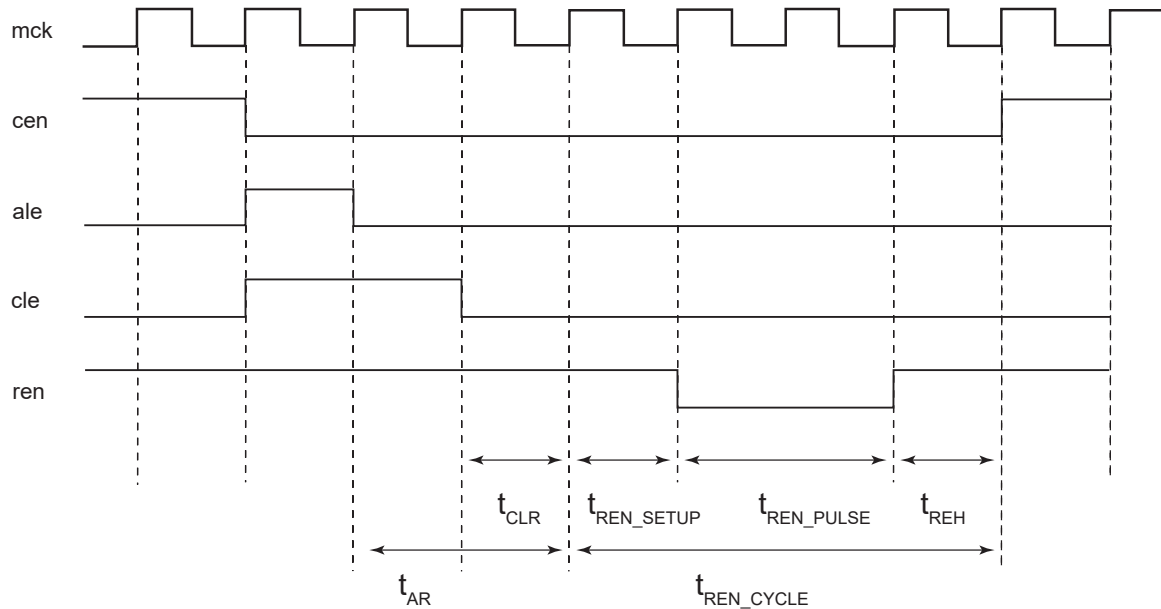 mck
cen
ale
cle
ren
tCLR
tREN_SETUP
tREN_PULSE
tREH
tAR
tREN_CYCLE